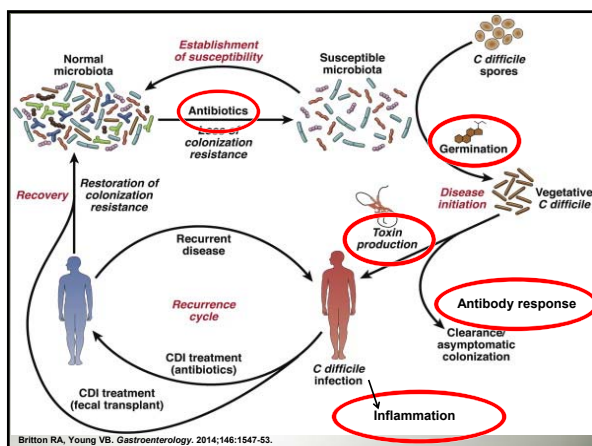 Establishment
of susceptibility
Normal
microbiota
Susceptible
microbiota
C difficile
spores
Antibiotics
Loss of
colonization
resistance
Germination
Recovery
Restoration of
colonization
resistance
Disease
initiation
Vegetative
C difficile
Toxin
production
Recurrent
disease
Antibody response
Recurrence
cycle
Clearance/
asymptomatic
colonization
CDI treatment
(antibiotics)
C difficile
infection
CDI treatment
(fecal transplant)
Inflammation
Britton RA, Young VB. Gastroenterology. 2014;146:1547-53.